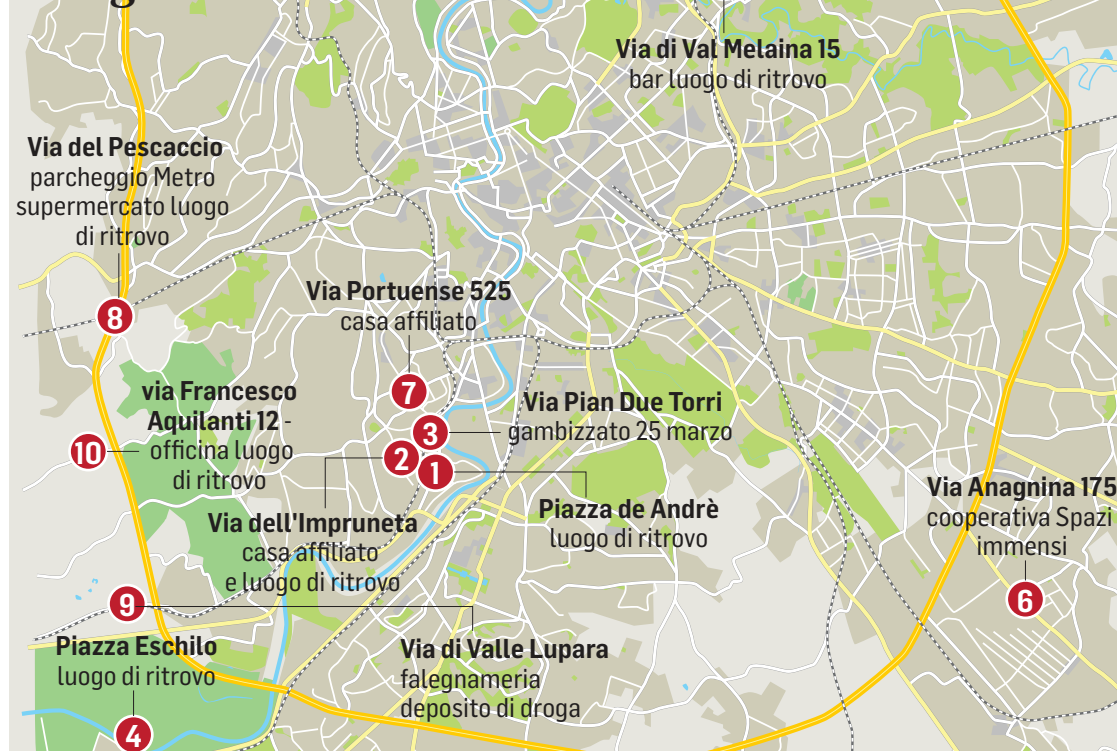 Via di Val Melaina 15
bar luogo di ritrovo
Via del Pescaccio
parcheggio Metro
supermercato luogo
di ritrovo
8
Via Portuense 525
casa affiliato
7
via Francesco
Aquilanti 12 -
officina luogo
di ritrovo
10
Via Pian Due Torri
gambizzato 25 marzo
3
2
1
Via dell'Impruneta
casa affiliato
e luogo di ritrovo
Piazza de Andrè
luogo di ritrovo
Via Anagnina 175
cooperativa Spazi
immensi
6
9
Piazza Eschilo
luogo di ritrovo
4
Via di Valle Lupara
falegnameria
deposito di droga